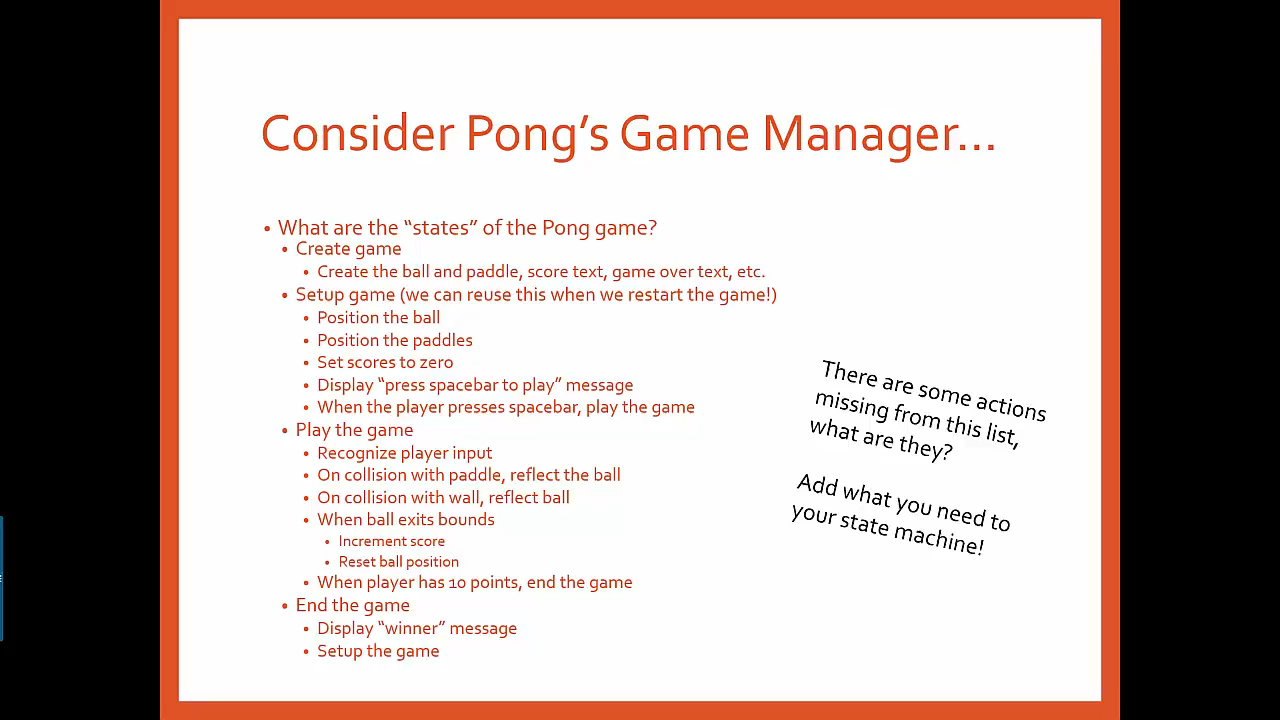 Consider Pong’s Game Manager…
• What are the “states” of the Pong game?
• Create game
• Create the ball and paddle, score text, game over text, etc.
• Setup game (we can reuse this when we restart the game!)
• Position the ball
• Position the paddles
• Set scores to zero
• Display “press spacebar to play” message
• When the player presses spacebar, play the game
• Play the game
• Recognize player input
• On collision with paddle, reflect the ball
• On collision with wall, reflect ball
• When ball exits bounds
• Increment score
• Reset ball position
• When player has 10 points, end the game
• End the game
• Display “winner” message
• Setup the game
There are some actions
missing from this list,
what are they?
Add what you need to
your state machine!